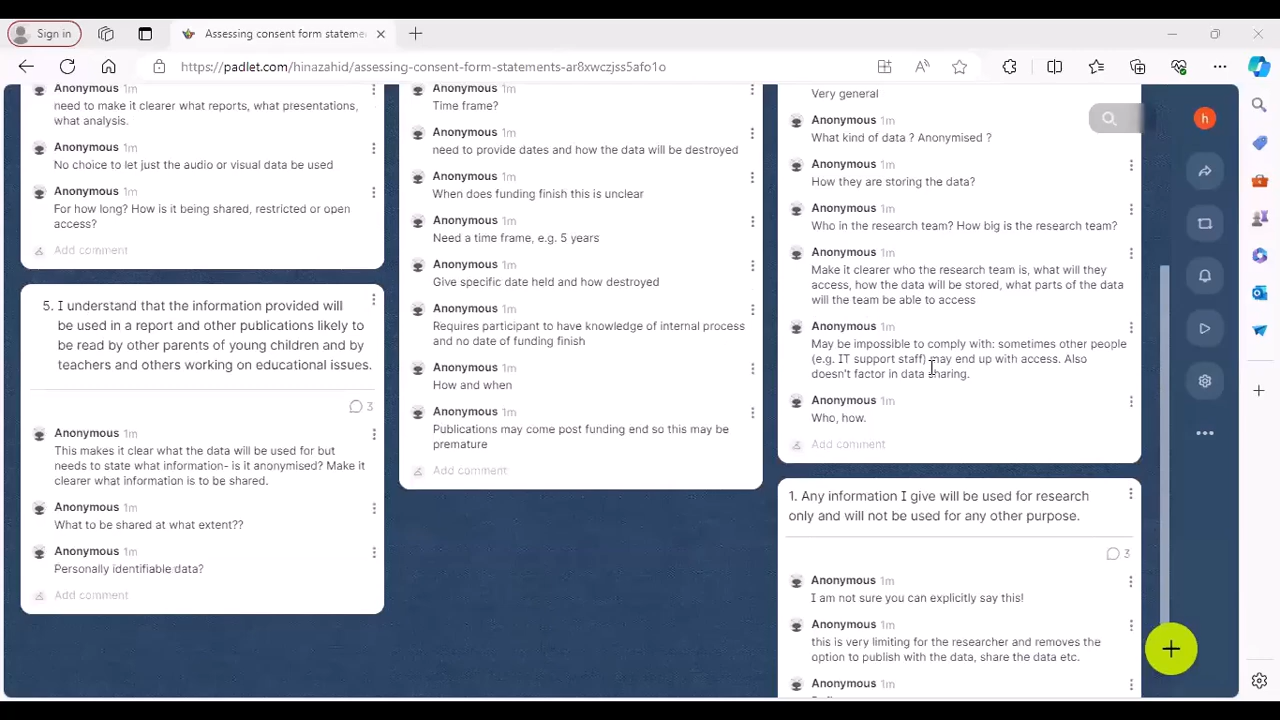 Sign in
Assessing consent form stateme
https://padlet.com/hinazahid/assessing-consent-form-statements-ar8xwczjss5afo1o
h
Anonymous 1m
need to make it clearer what reports, what presentations,
what analysis.
Anonymous 1m
No choice to let just the audio or visual data be used
Anonymous 1m
For how long? How is it being shared, restricted or open
access?
Add comment
5. I understand that the information provided will
be used in a report and other publications likely to
be read by other parents of young children and by
teachers and others working on educational issues.
3
Anonymous 1m
This makes it clear what the data will be used for but
needs to state what information- is it anonymised? Make it
clearer what information is to be shared.
Anonymous 1m
What to be shared at what extent??
Anonymous 1m
Personally identifiable data?
Add comment
Anonymous 1m
Time frame?
Anonymous 1m
need to provide dates and how the data will be destroyed
Anonymous 1m
When does funding finish this is unclear
Anonymous 1m
Need a time frame, e.g. 5 years
Anonymous 1m
Give specific date held and how destroyed
Anonymous 1m
Requires participant to have knowledge of internal process
and no date of funding finish
Anonymous 1m
How and when
Anonymous 1m
Publications may come post funding end so this may be
premature
Add comment
Very general
Anonymous 1m
What kind of data ? Anonymised ?
Anonymous 1m
How they are storing the data?
Anonymous 1m
Who in the research team? How big is the research team?
Anonymous 1m
Make it clearer who the research team is, what will they
access, how the data will be stored, what parts of the data
will the team be able to access
Anonymous 1m
May be impossible to comply with: sometimes other people
(e.g. IT support staff) may end up with access. Also
doesn't factor in data sharing.
Anonymous 1m
Who, how.
Add comment
1. Any information I give will be used for research
only and will not be used for any other purpose.
3
Anonymous 1m
I am not sure you can explicitly say this!
Anonymous 1m
this is very limiting for the researcher and removes the
option to publish with the data, share the data etc.
Anonymous 1m